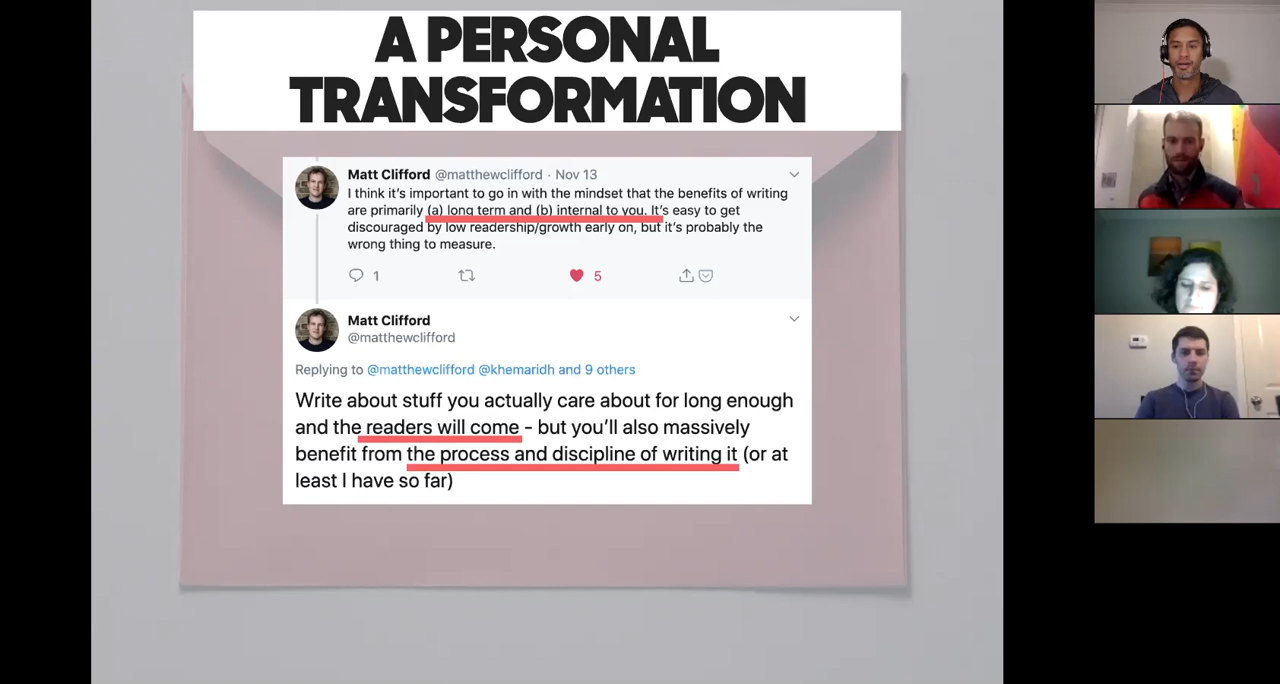 A PERSONAL
TRANSFORMATION
Matt Clifford @matthewclifford · Nov 13
I think it's important to go in with the mindset that the benefits of writing
are primarily (a) long term and (b) internal to you. It's easy to get
discouraged by low readership/growth early on, but it's probably the
wrong thing to measure.
1
5
Matt Clifford
@matthewclifford
Replying to @matthewclifford @khemaridh and 9 others
Write about stuff you actually care about for long enough
and the readers will come - but you'll also massively
benefit from the process and discipline of writing it (or at
least I have so far)